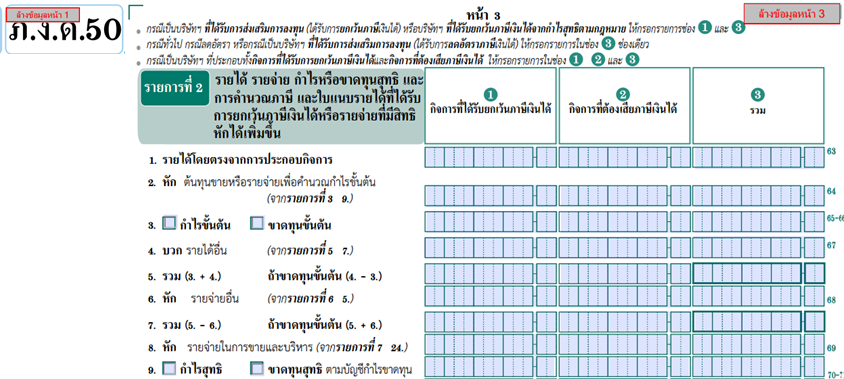 ล้างข้อมูลหน้า 1
ภ.ง.ด.50
หน้า 3
ล้างข้อมูลหน้า 3
• กรณีเป็นบริษัทฯ ที่ได้รับการส่งเสริมการลงทุน (ได้รับการยกเว้นภาษีเงินได้) หรือบริษัทฯ ที่ได้รับยกเว้นภาษีเงินได้จากกำไรสุทธิตามกฎหมาย ให้กรอกรายการช่อง 1 และ 3
• กรณีทั่วไป กรณีลดอัตรา หรือกรณีเป็นบริษัทฯ ที่ได้รับการส่งเสริมการลงทุน (ได้รับการลดอัตราภาษีเงินได้) ให้กรอกรายการในช่อง 3 ช่องเดียว
• กรณีเป็นบริษัทฯ ที่ประกอบทั้งกิจการที่ได้รับการยกเว้นภาษีเงินได้และกิจการที่ต้องเสียภาษีเงินได้ ให้กรอกรายการในช่อง 1 2 และ 3
รายการที่ 2
รายได้ รายจ่าย กำไรหรือขาดทุนสุทธิ และ
การคำนวณภาษี และใบแนบรายได้ที่ได้รับ
การยกเว้นภาษีเงินได้หรือรายจ่ายที่มีสิทธิ
หักได้เพิ่มขึ้น
1
กิจการที่ได้รับยกเว้นภาษีเงินได้
2
กิจการที่ต้องเสียภาษีเงินได้
3
รวม
1. รายได้โดยตรงจากการประกอบกิจการ 63
2. หัก ต้นทุนขายหรือรายจ่ายเพื่อคำนวณกำไรขั้นต้น
(จากรายการที่ 3 9.) 64
3. กำไรขั้นต้น ขาดทุนขั้นต้น 65-66
4. บวก รายได้อื่น (จากรายการที่ 5 7.) 67
5. รวม (3. + 4.) ถ้าขาดทุนขั้นต้น (4. - 3.)
6. หัก รายจ่ายอื่น (จากรายการที่ 6 5.) 68
7. รวม (5. - 6.) ถ้าขาดทุนขั้นต้น (5. + 6.)
8. หัก รายจ่ายในการขายและบริหาร (จากรายการที่ 7 24.) 69
9. กำไรสุทธิ ขาดทุนสุทธิ ตามบัญชีกำไรขาดทุน